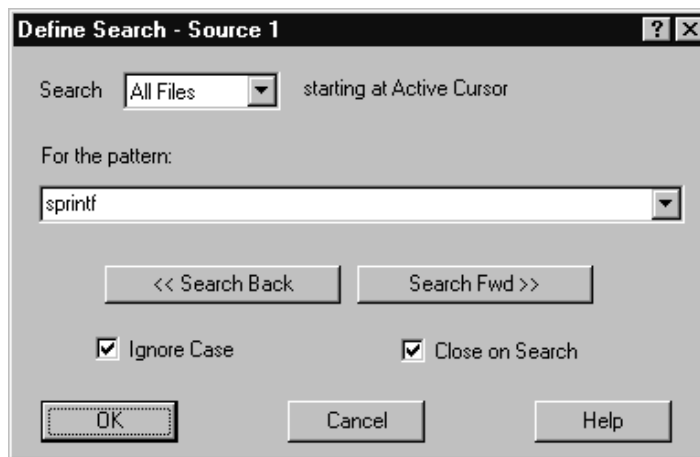 Define Search - Source 1
Search All Files starting at Active Cursor
For the pattern:
sprintf
<< Search Back Search Fwd >>
Ignore Case Close on Search
OK Cancel Help